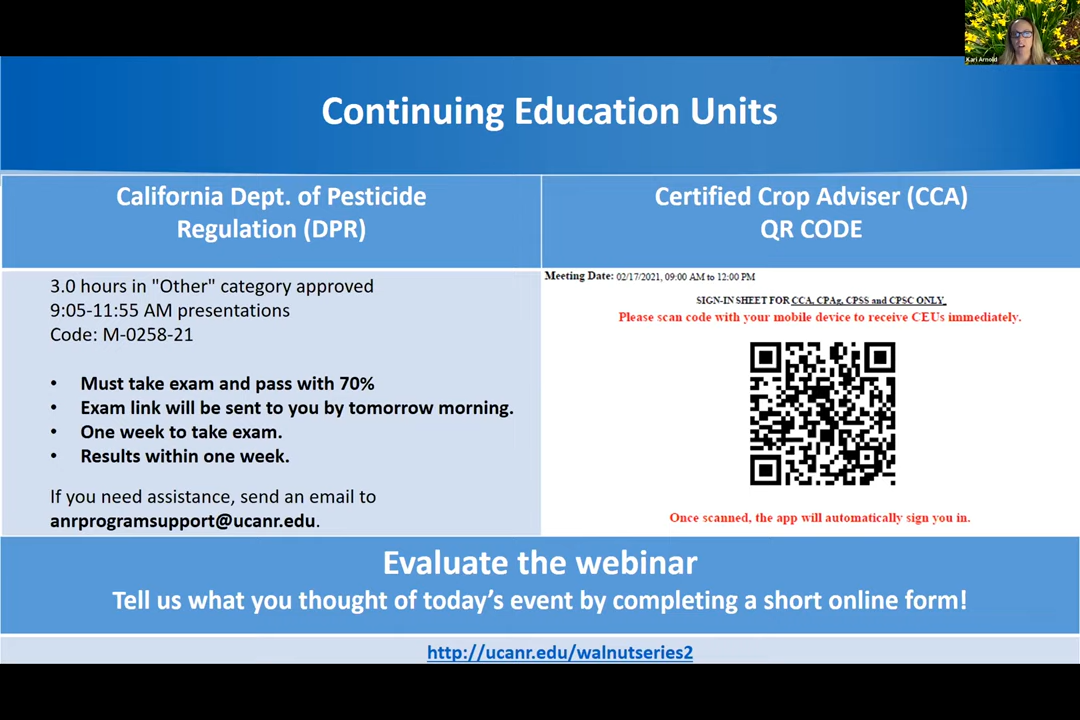 Kari Arnold
Continuing Education Units
California Dept. of Pesticide
Regulation (DPR)
Certified Crop Adviser (CCA)
QR CODE
3.0 hours in "Other" category approved
9:05-11:55 AM presentations
Code: M-0258-21
• Must take exam and pass with 70%
• Exam link will be sent to you by tomorrow morning.
• One week to take exam.
• Results within one week.
If you need assistance, send an email to
anrprogramsupport@ucanr.edu.
Meeting Date: 02/17/2021, 09:00 AM to 12:00 PM
SIGN-IN SHEET FOR CCA, CPAg, CPSS and CPSC ONLY.
Please scan code with your mobile device to receive CEUs immediately.
Once scanned, the app will automatically sign you in.
Evaluate the webinar
Tell us what you thought of today's event by completing a short online form!
http://ucanr.edu/walnutseries2